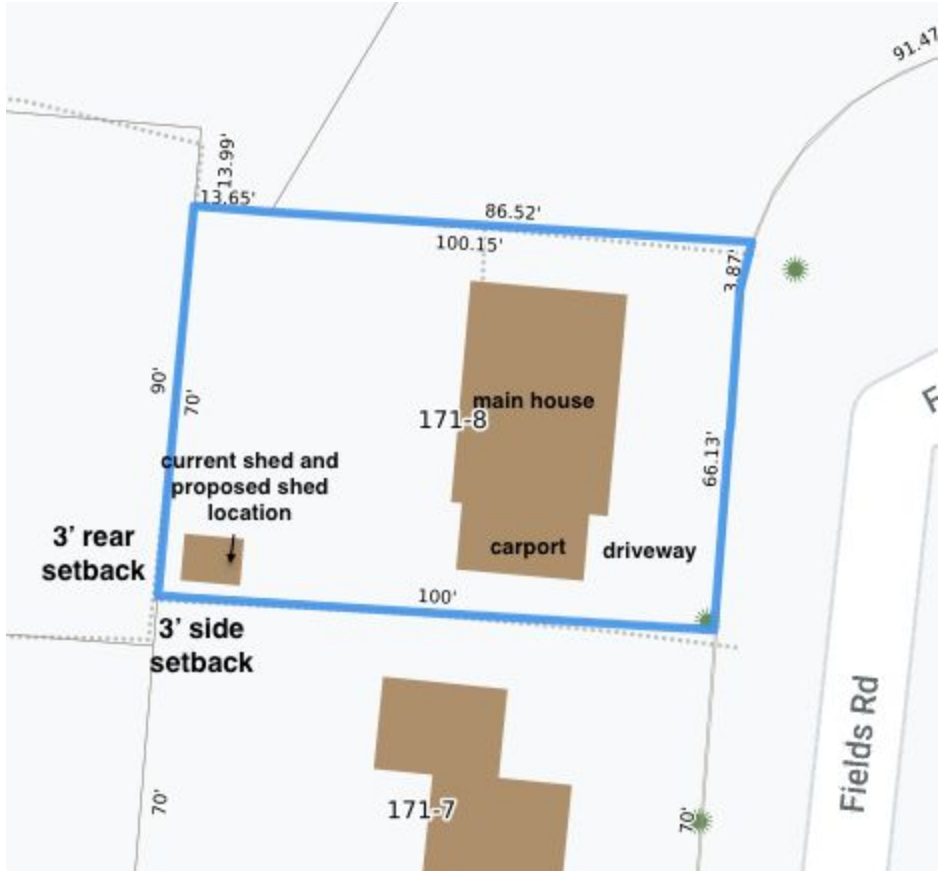 91.47
13.99'
13.65'
86.52'
100.15'
3.87'
90'
70'
main house
171-8
66.13'
current shed and
proposed shed
location
3' rear
setback
carport
driveway
100'
3' side
setback
Fields Rd
70'
171-7
70'
F